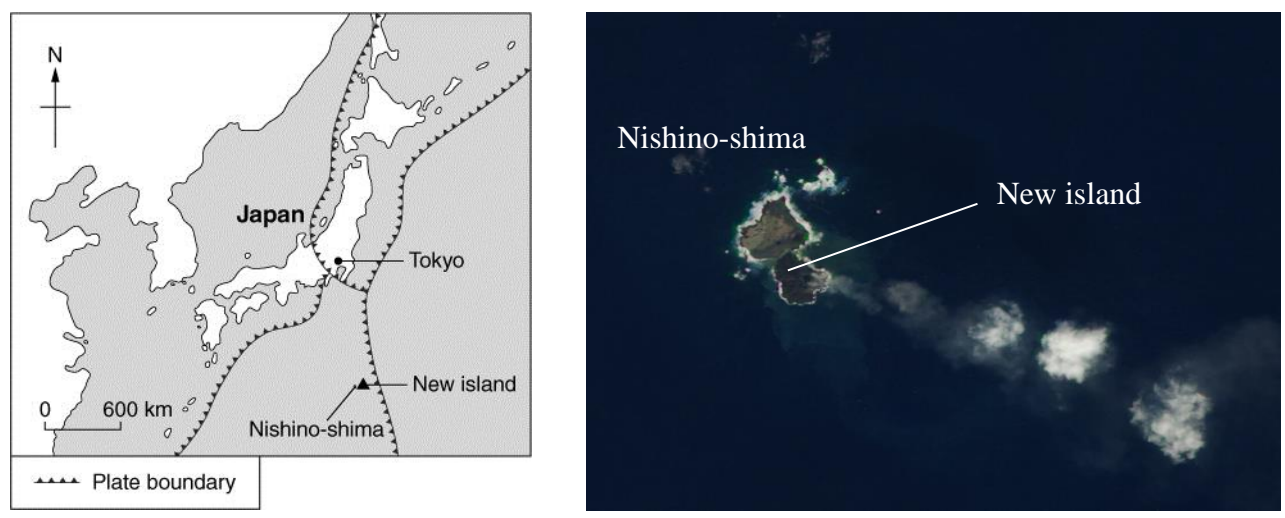 N
Japan
Tokyo
New island
0 600 km
Nishino-shima
Plate boundary
Nishino-shima
New island